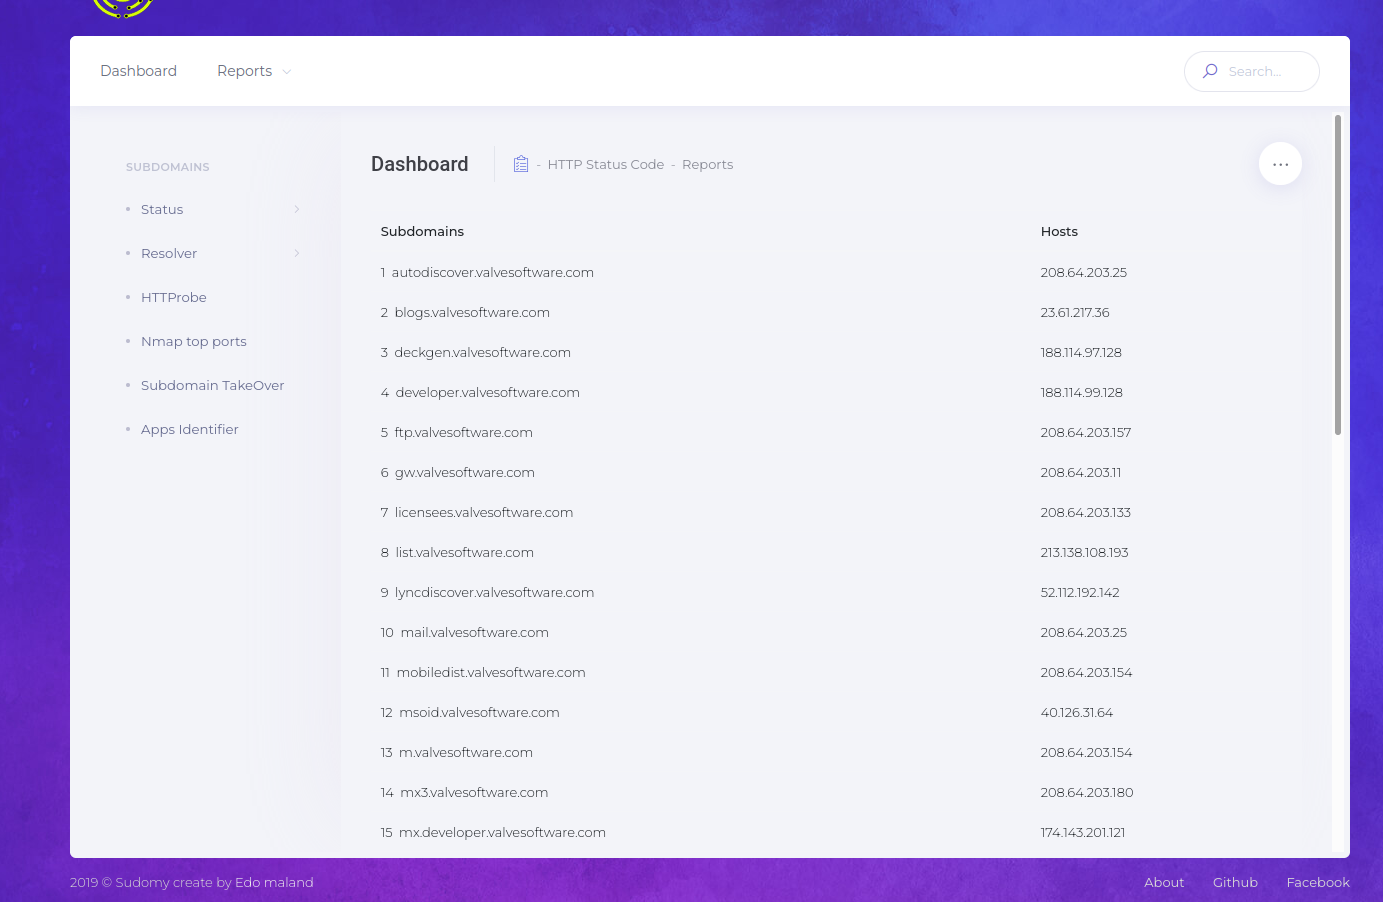 Dashboard Reports Search...
SUBDOMAINS
Status
Resolver
HTTProbe
Nmap top ports
Subdomain TakeOver
Apps Identifier
Dashboard - HTTP Status Code - Reports
Subdomains Hosts
1 autodiscover.valvesoftware.com 208.64.203.25
2 blogs.valvesoftware.com 23.61.217.36
3 deckgen.valvesoftware.com 188.114.97.128
4 developer.valvesoftware.com 188.114.99.128
5 ftp.valvesoftware.com 208.64.203.157
6 gw.valvesoftware.com 208.64.203.11
7 licensees.valvesoftware.com 208.64.203.133
8 list.valvesoftware.com 213.138.108.193
9 lyncdiscover.valvesoftware.com 52.112.192.142
10 mail.valvesoftware.com 208.64.203.25
11 mobiledist.valvesoftware.com 208.64.203.154
12 msoid.valvesoftware.com 40.126.31.64
13 m.valvesoftware.com 208.64.203.154
14 mx3.valvesoftware.com 208.64.203.180
15 mx.developer.valvesoftware.com 174.143.201.121
2019 © Sudomy create by Edo maland About Github Facebook